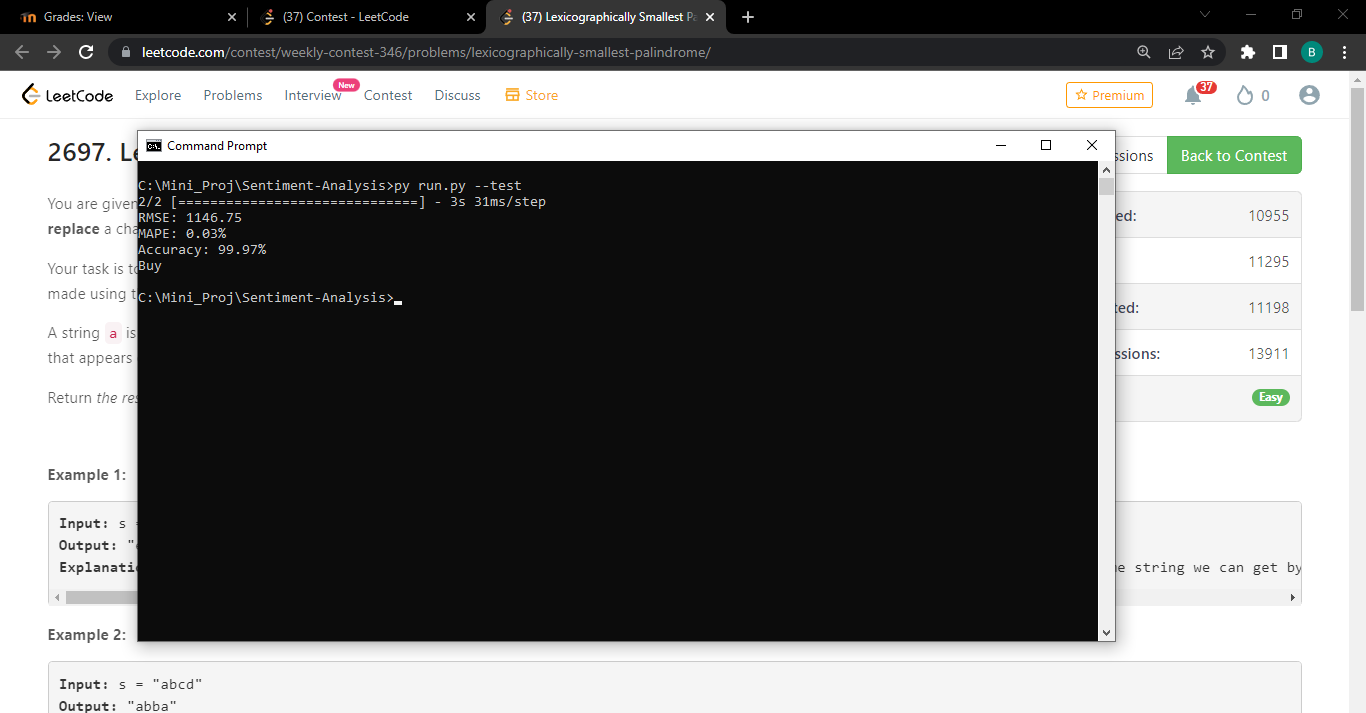 Grades: View
(37) Contest - LeetCode
(37) Lexicographically Smallest Pa
leetcode.com/contest/weekly-contest-346/problems/lexicographically-smallest-palindrome/
B
LeetCode
Explore
Problems
Interview
New
Contest
Discuss
Store
Premium
37
0
2697. Le
ssions
Back to Contest
You are given
replace a cha
Your task is to
made using t
A string a is
that appears
Return the res
ed: 10955
11295
ted: 11198
ssions: 13911
Easy
Command Prompt
C:\Mini_Proj\Sentiment-Analysis>py run.py --test
2/2 [==============================] - 3s 31ms/step
RMSE: 1146.75
MAPE: 0.03%
Accuracy: 99.97%
Buy
C:\Mini_Proj\Sentiment-Analysis>
Example 1:
Input: s =
Output: "
Explanati
e string we can get by
Example 2:
Input: s = "abcd"
Output: "abba"